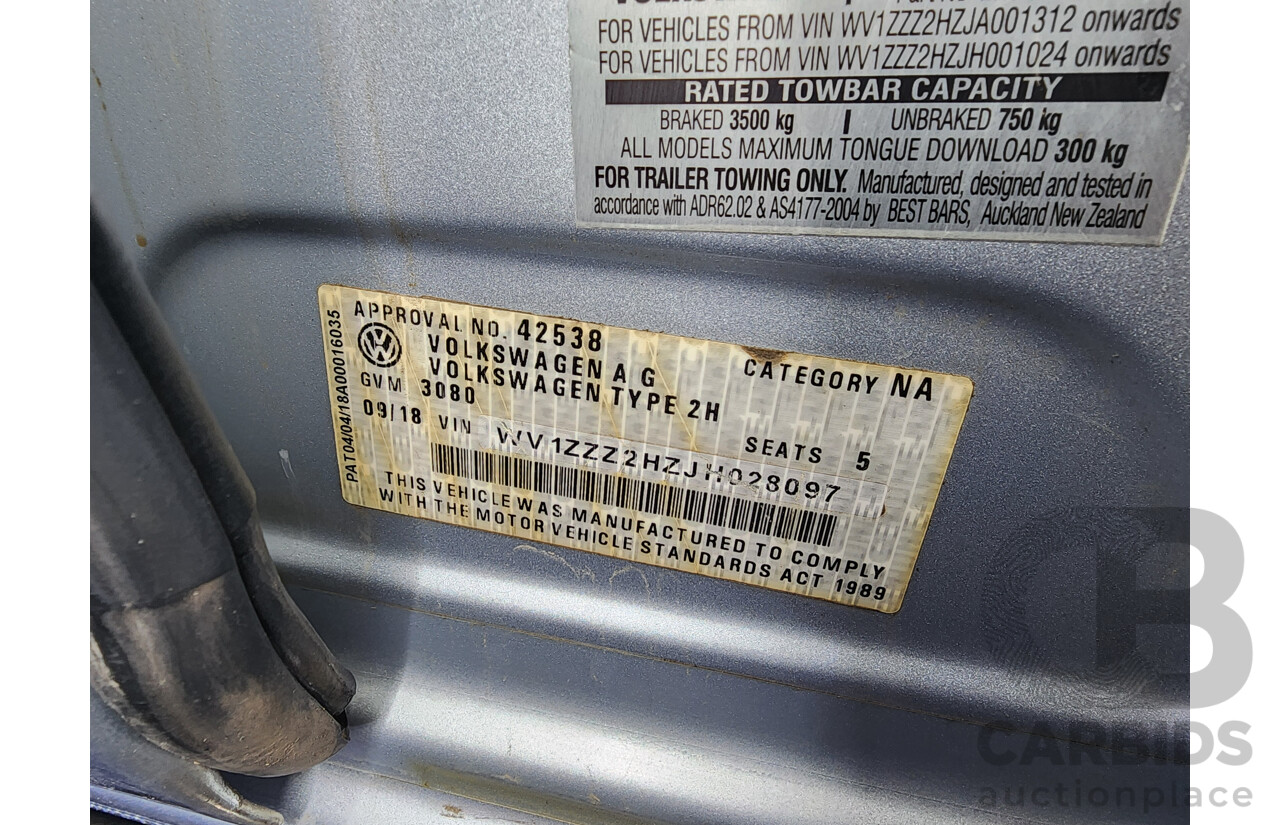 FOR VEHICLES FROM VIN WV1ZZZ2HZJA001312 onwards
FOR VEHICLES FROM VIN WV1ZZZ2HZJH001024 onwards
RATED TOWBAR CAPACITY
BRAKED 3500 kg | UNBRAKED 750 kg
ALL MODELS MAXIMUM TONGUE DOWNLOAD 300 kg
FOR TRAILER TOWING ONLY. Manufactured, designed and tested in
accordance with ADR62.02 & AS4177-2004 by BEST BARS, Auckland New Zealand
PAT04/04/18A00016035
APPROVAL NO. 42538
CATEGORY NA
VOLKSWAGEN AG
VOLKSWAGEN TYPE 2H
GVM 3080
SEATS 5
09/18 VIN WV1ZZZ2HZJH028097
THIS VEHICLE WAS MANUFACTURED TO COMPLY
WITH THE MOTOR VEHICLE STANDARDS ACT 1989
B
CARBIDS
auctionplace